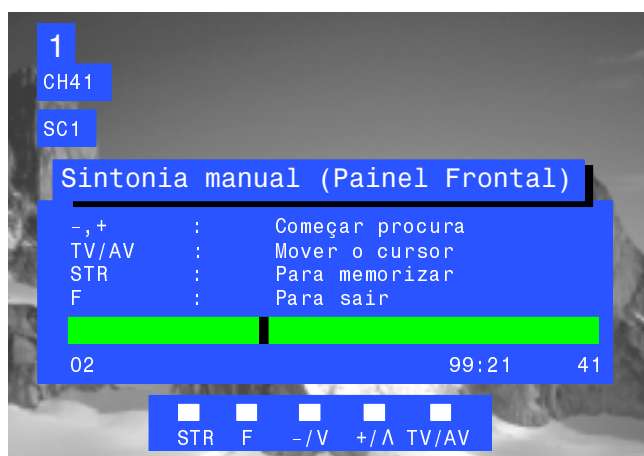 1
CH41
SC1
Sintonia manual (Painel Frontal)
-,+ : Começar procura
TV/AV : Mover o cursor
STR : Para memorizar
F : Para sair
02 99:21 41
STR F -/V +/Λ TV/AV